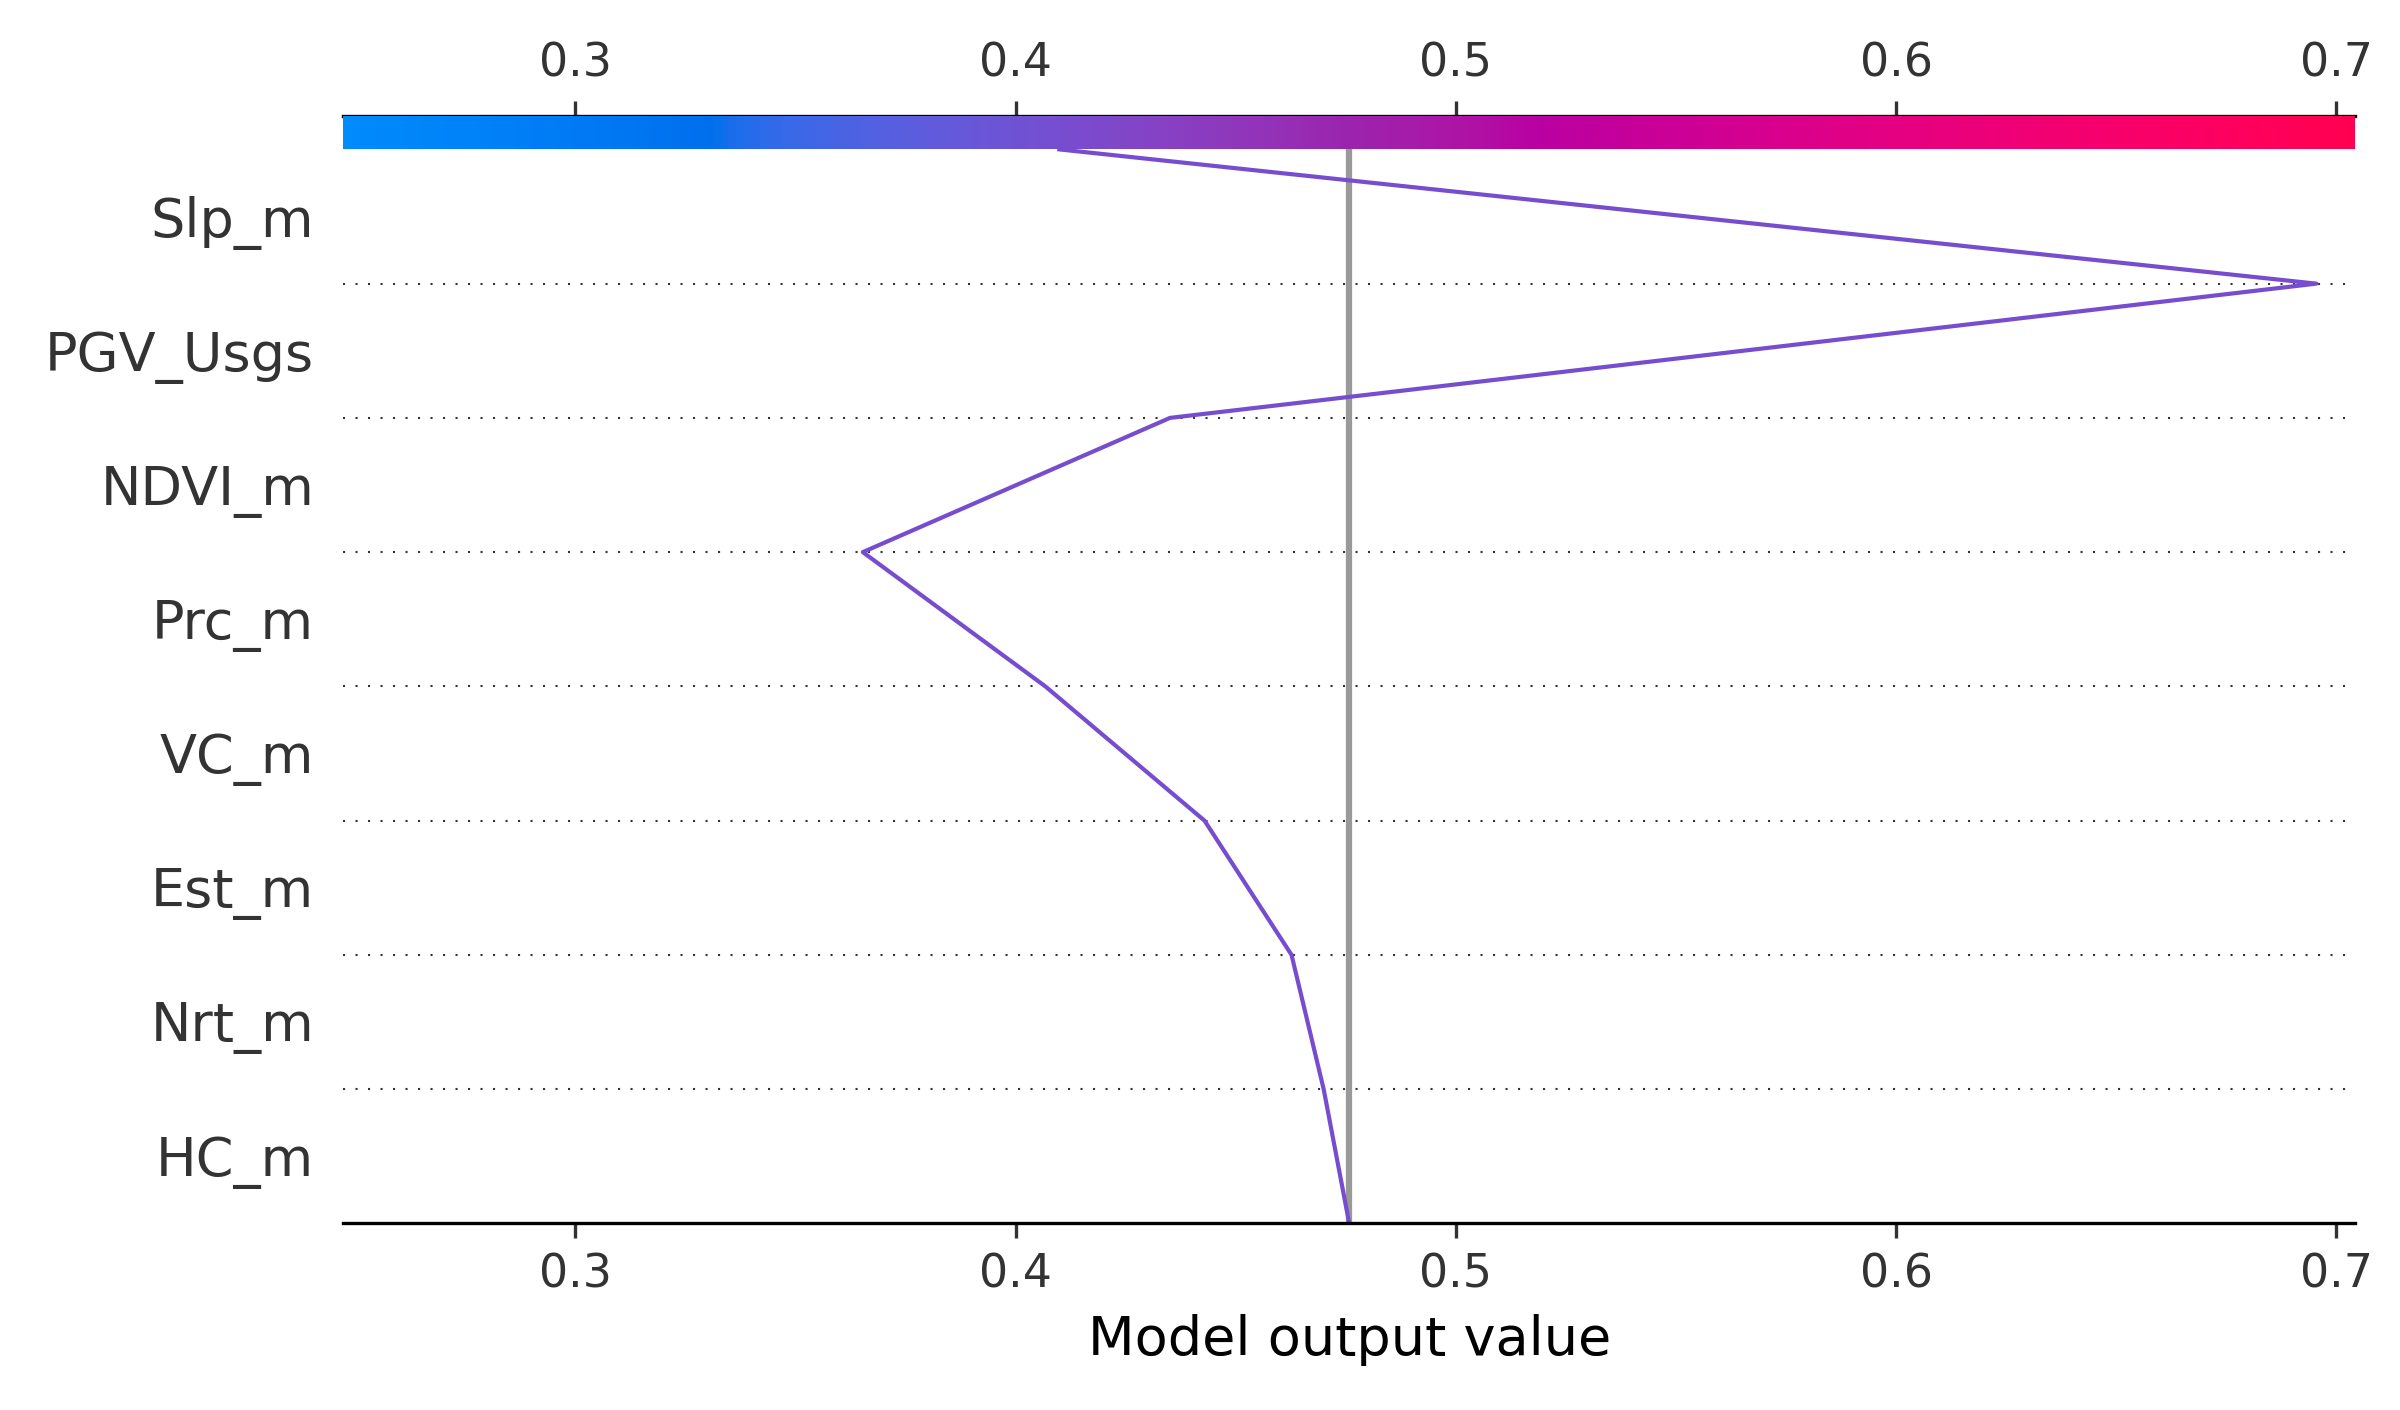 0.3 0.4 0.5 0.6 0.7
Slp_m
PGV_Usgs
NDVI_m
Prc_m
VC_m
Est_m
Nrt_m
HC_m
0.3 0.4 0.5 0.6 0.7
Model output value